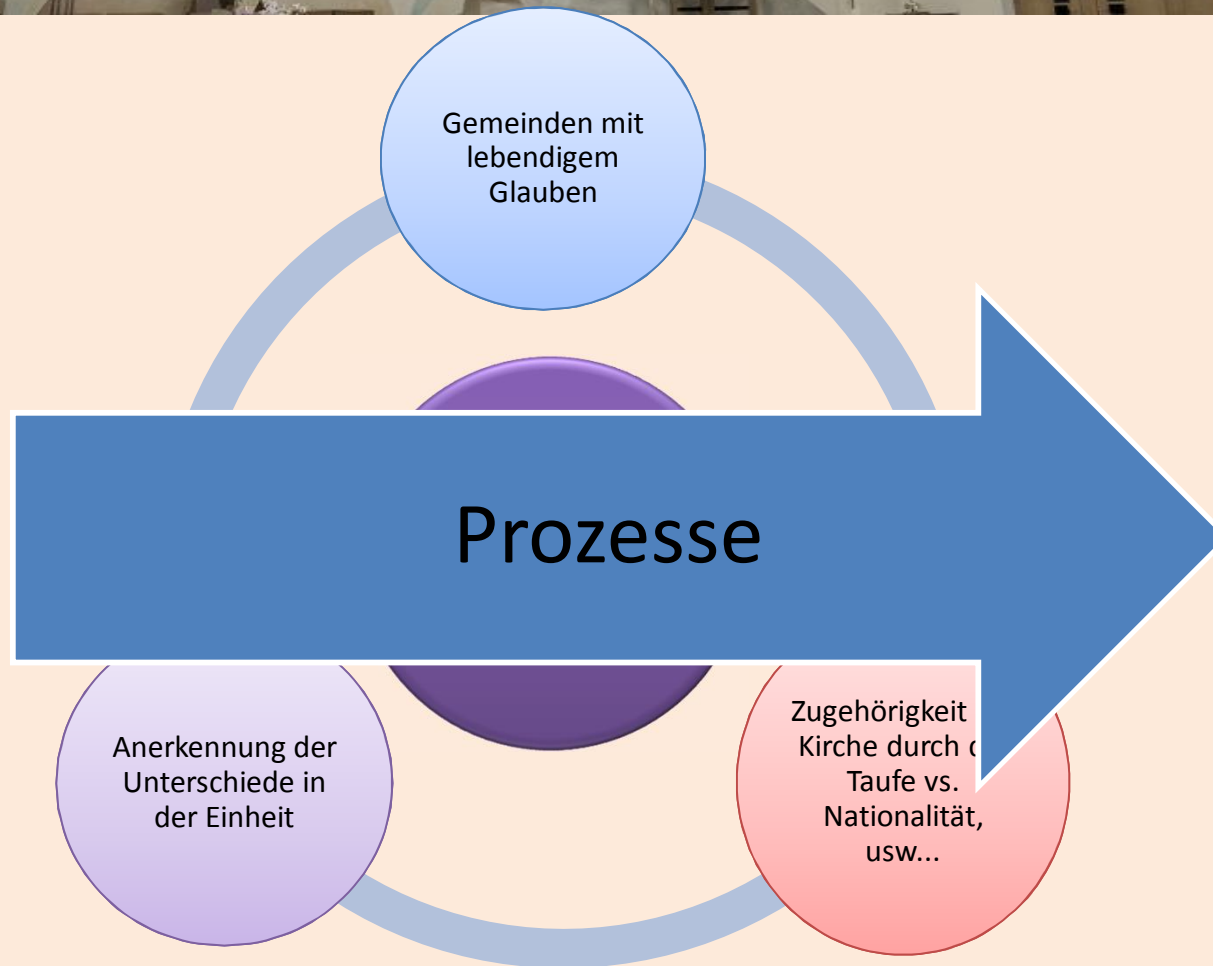 Gemeinden mit
lebendigem
Glauben
Prozesse
Anerkennung der
Unterschiede in
der Einheit
Zugehörigkeit
Kirche durch
Taufe vs.
Nationalität,
usw...